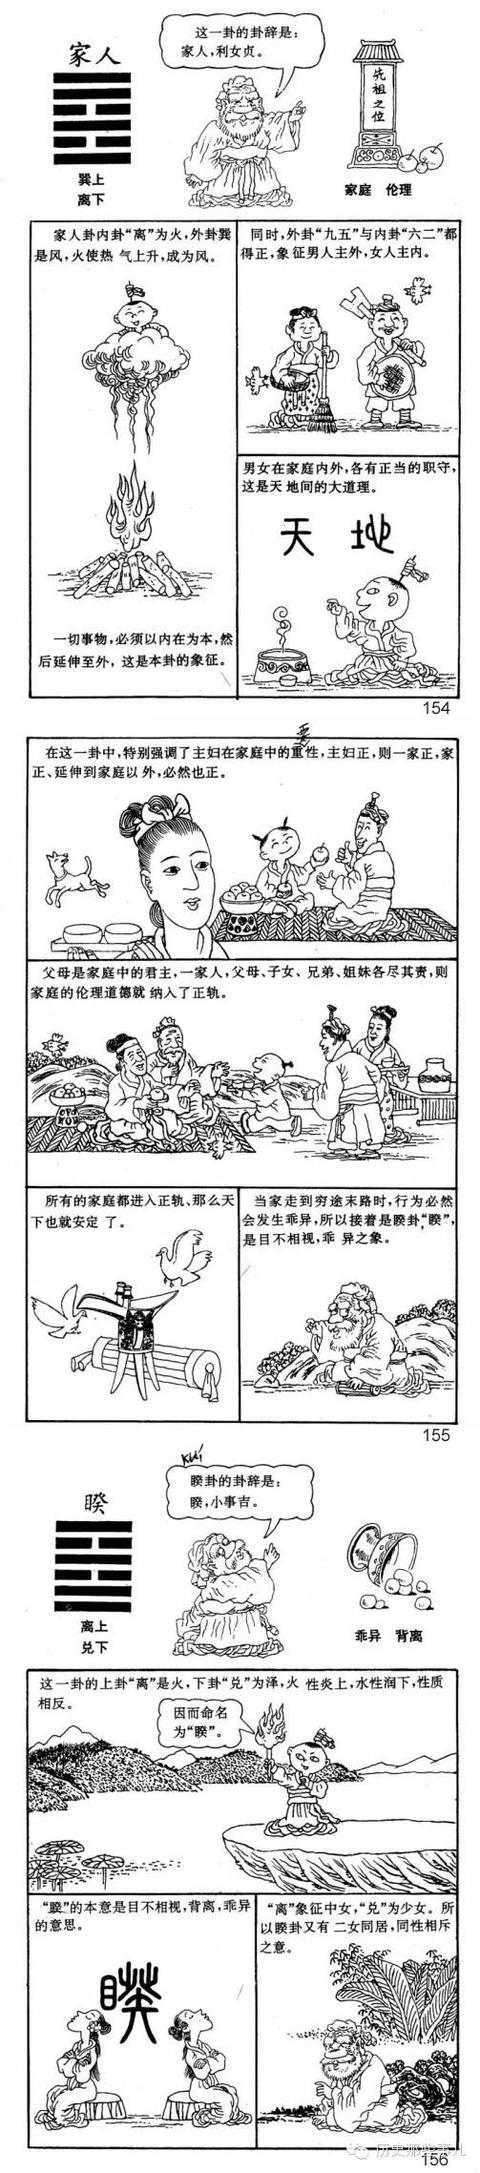 家人
巽上
离下
这一卦的卦辞是:
家人,利女贞。
先祖之位
家庭 伦理
家人卦内卦“离”为火,外卦巽
是风,火使热 气上升,成为风。
一切事物,必须以内在为本,然
后延伸至外, 这是本卦的象征。
同时,外卦“九五”与内卦“六二”都
得正,象征男人主外,女人主内。
男女在家庭内外,各有正当的职守,
这是天地间的大道理。
天 地
154
要
在这一卦中,特别强调了主妇在家庭中的重性,主妇正,则一家正,家
正、延伸到家庭以外,必然也正。
父母是家庭中的君主,一家人,父母、子女、兄弟、姐妹各尽其责,则
家庭的伦理道德就 纳入了正轨。
所有的家庭都进入正轨、那么天
下也就安定 了。
当家走到穷途末路时,行为必然
会发生乖异,所以接着是睽卦,“睽”,
是目不相视,乖 异之象。
155
kuí
睽
离上
兑下
睽卦的卦辞是:
睽,小事吉。
乖异 背离
这一卦的上卦“离”是火,下卦“兑”为泽,火 性炎上,水性润下,性质
相反。
因而命名
为“睽”。
“睽”的本意是目不相视,背离,乖异
的意思。
睽
“离”象征中女,“兑”为少女。所
以睽卦又有 二女同居,同性相斥
之意。
历史那些事儿
156